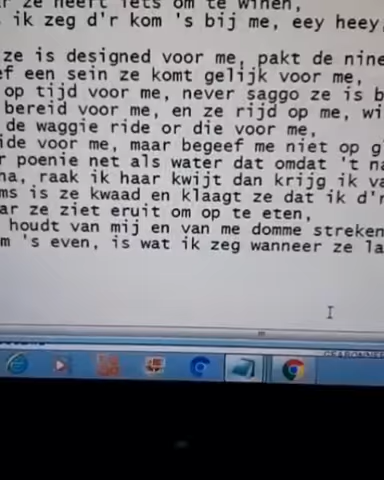 ze heeft iets om te winen,
ik zeg d'r kom 's bij me, eey heey,
ze is designed voor me, pakt de nine
een sein ze komt gelijk voor me,
op tijd voor me, never saggo ze is b
bereid voor me, en ze rijd op me, wi
de waggie ride or die voor me,
ide voor me, maar begeef me niet op g
poenie net als water dat omdat 't na
ha, raak ik haar kwijt dan krijg ik va
ms is ze kwaad en klaagt ze dat ik d'r
ar ze ziet eruit om op te eten,
houdt van mij en van me domme streken
m 's even, is wat ik zeg wanneer ze la